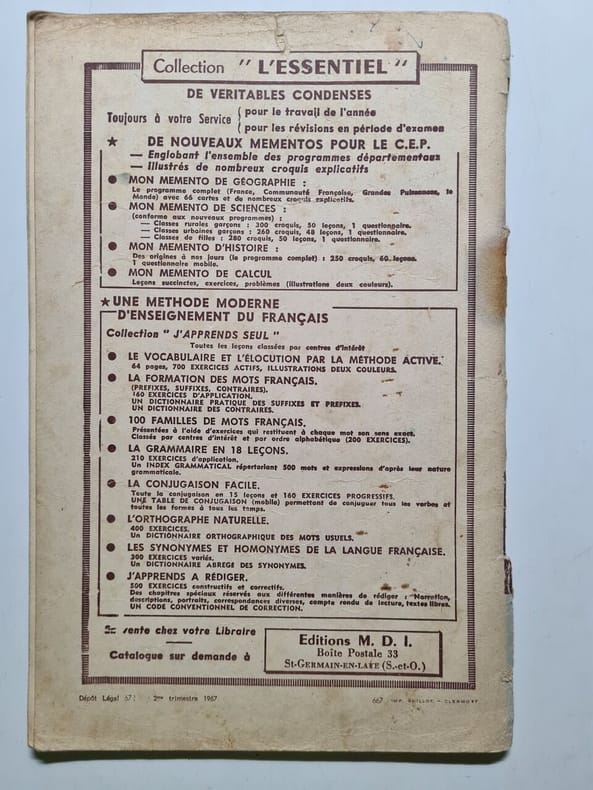 Collection " L'ESSENTIEL "
DE VERITABLES CONDENSES
Toujours à votre Service { pour le travail de l'année
pour les révisions en période d'examen
★ DE NOUVEAUX MEMENTOS POUR LE C.E.P.
— Englobant l'ensemble des programmes départementaux
— Illustrés de nombreux croquis explicatifs
● MON MEMENTO DE GÉOGRAPHIE :
Le programme complet (France, Communauté Française, Grandes Puissances, le
Monde) avec 66 cartes et de nombreux croquis explicatifs.
● MON MEMENTO DE SCIENCES :
(conforme aux nouveaux programmes) :
— Classes rurales garçons : 300 croquis, 50 leçons, 1 questionnaire.
— Classes urbaines garçons : 260 croquis, 48 leçons, 1 questionnaire.
— Classes de filles : 280 croquis, 50 leçons, 1 questionnaire.
● MON MEMENTO D'HISTOIRE :
Des origines à nos jours (le programme complet) : 250 croquis, 60 leçons.
1 questionnaire mobile.
● MON MEMENTO DE CALCUL
Leçons succinctes, exercices, problèmes (illustrations deux couleurs).
★ UNE METHODE MODERNE
D'ENSEIGNEMENT DU FRANÇAIS
Collection " J'APPRENDS SEUL "
Toutes les leçons classées par centres d'intérêt
● LE VOCABULAIRE ET L'ÉLOCUTION PAR LA MÉTHODE ACTIVE.
64 pages, 700 EXERCICES ACTIFS, ILLUSTRATIONS DEUX COULEURS.
● LA FORMATION DES MOTS FRANÇAIS.
(PREFIXES, SUFFIXES, CONTRAIRES).
160 EXERCICES D'APPLICATION.
UN DICTIONNAIRE PRATIQUE DES SUFFIXES ET PREFIXES.
UN DICTIONNAIRE DES CONTRAIRES.
● 100 FAMILLES DE MOTS FRANÇAIS.
Présentées à l'aide d'exercices qui restituent à chaque mot son sens exact.
Classés par centres d'intérêt et par ordre alphabétique (200 EXERCICES).
● LA GRAMMAIRE EN 18 LEÇONS.
210 EXERCICES d'application.
Un INDEX GRAMMATICAL répertoriant 500 mots et expressions d'après leur nature
grammaticale.
● LA CONJUGAISON FACILE.
Toute la conjugaison en 15 leçons et 160 EXERCICES PROGRESSIFS.
UNE TABLE DE CONJUGAISON (mobile) permettant de conjuguer tous les verbes et
toutes les formes à tous les temps.
● L'ORTHOGRAPHE NATURELLE.
400 EXERCICES.
Un DICTIONNAIRE ORTHOGRAPHIQUE DES MOTS USUELS.
● LES SYNONYMES ET HOMONYMES DE LA LANGUE FRANÇAISE.
300 EXERCICES variés.
Un DICTIONNAIRE ABREGE DES SYNONYMES.
● J'APPRENDS A RÉDIGER.
500 EXERCICES constructifs et correctifs.
Des chapitres spéciaux réservés aux différentes manières de rédiger : Narration,
descriptions, portraits, correspondances diverses, compte rendu de lecture, textes libres.
UN CODE CONVENTIONNEL DE CORRECTION.
vente chez votre Libraire
Catalogue sur demande à
Editions M. D. I.
Boîte Postale 33
St-GERMAIN-EN-LAYE (S.-et-O.)
Dépôt Légal 2me trimestre 1967
667 IMP. - CLERMONT